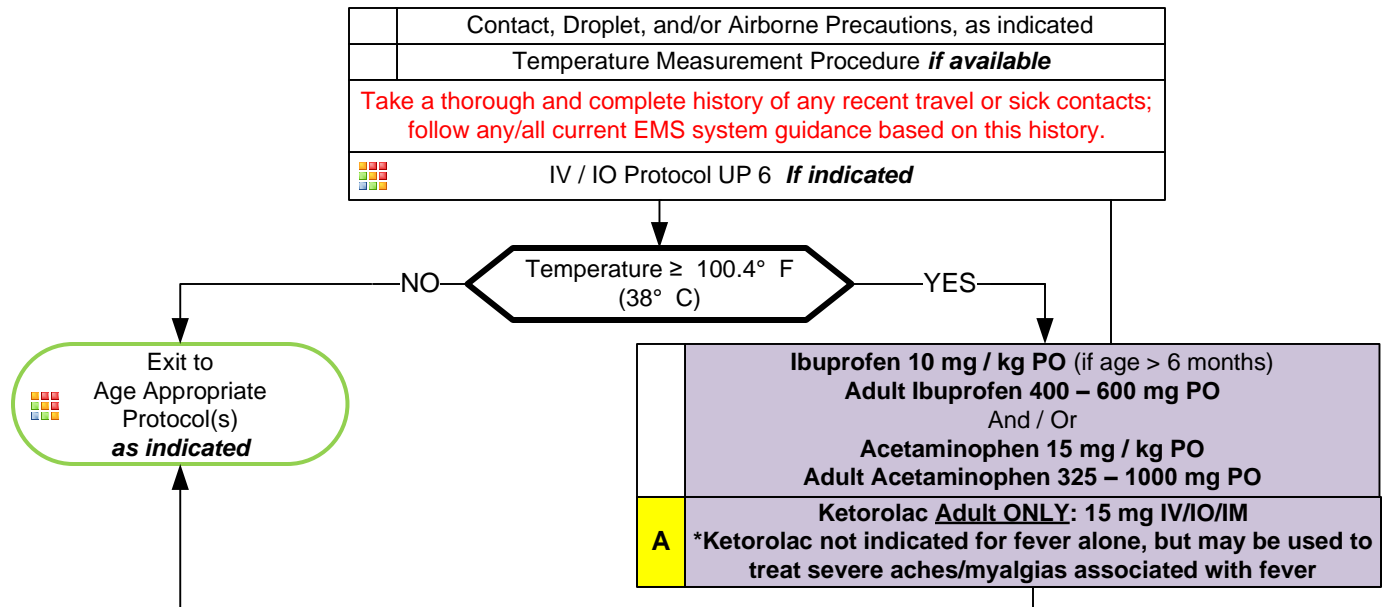 Contact, Droplet, and/or Airborne Precautions, as indicated
Temperature Measurement Procedure if available
Take a thorough and complete history of any recent travel or sick contacts;
follow any/all current EMS system guidance based on this history.
IV / IO Protocol UP 6 If indicated
Temperature ≥ 100.4° F
(38° C)
NO
YES
Exit to
Age Appropriate
Protocol(s)
as indicated
Ibuprofen 10 mg / kg PO (if age > 6 months)
Adult Ibuprofen 400 – 600 mg PO
And / Or
Acetaminophen 15 mg / kg PO
Adult Acetaminophen 325 – 1000 mg PO
A
Ketorolac Adult ONLY: 15 mg IV/IO/IM
*Ketorolac not indicated for fever alone, but may be used to
treat severe aches/myalgias associated with fever